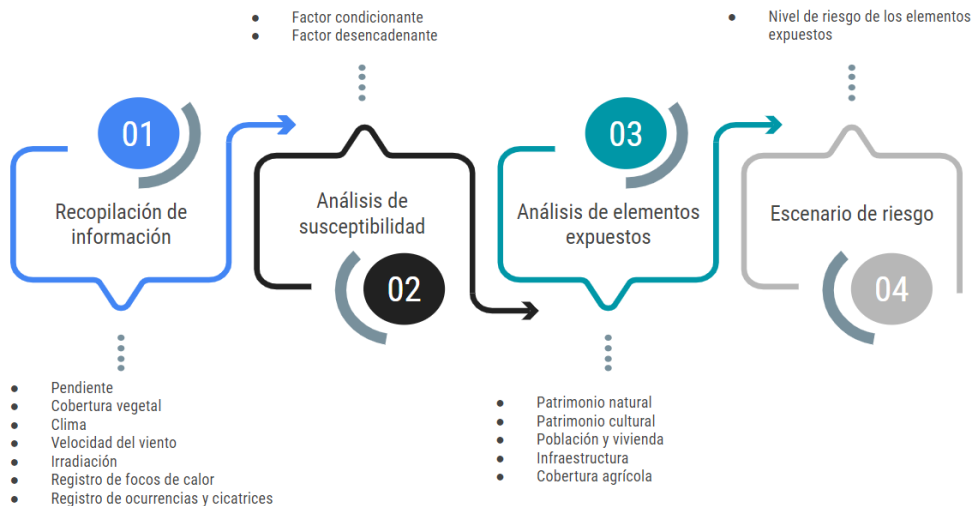 01
Recopilación de
información
● Pendiente
● Cobertura vegetal
● Clima
● Velocidad del viento
● Irradiación
● Registro de focos de calor
● Registro de ocurrencias y cicatrices
● Factor condicionante
● Factor desencadenante
Análisis de
susceptibilidad
02
03
Análisis de elementos
expuestos
● Patrimonio natural
● Patrimonio cultural
● Población y vivienda
● Infraestructura
● Cobertura agrícola
● Nivel de riesgo de los elementos
expuestos
Escenario de riesgo
04